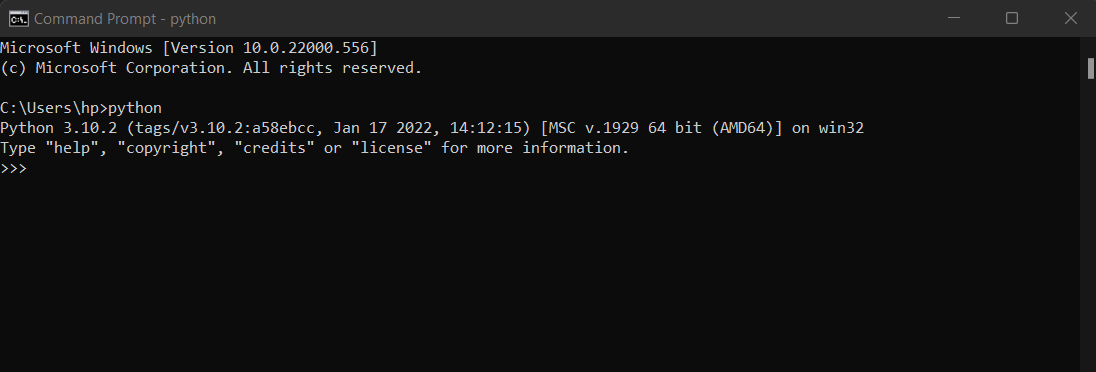 Command Prompt - python
Microsoft Windows [Version 10.0.22000.556]
(c) Microsoft Corporation. All rights reserved.
C:\Users\hp>python
Python 3.10.2 (tags/v3.10.2:a58ebcc, Jan 17 2022, 14:12:15) [MSC v.1929 64 bit (AMD64)] on win32
Type "help", "copyright", "credits" or "license" for more information.
>>>